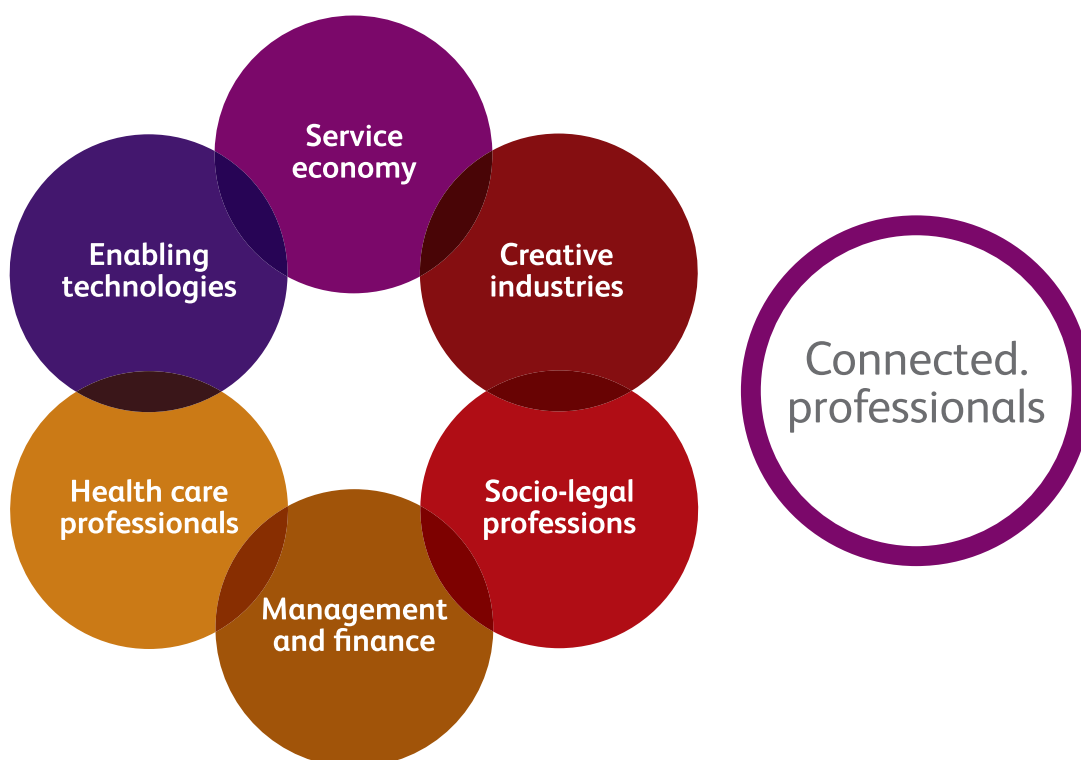 Service
economy
Enabling
technologies
Creative
industries
Connected.
professionals
Health care
professionals
Socio-legal
professions
Management
and finance